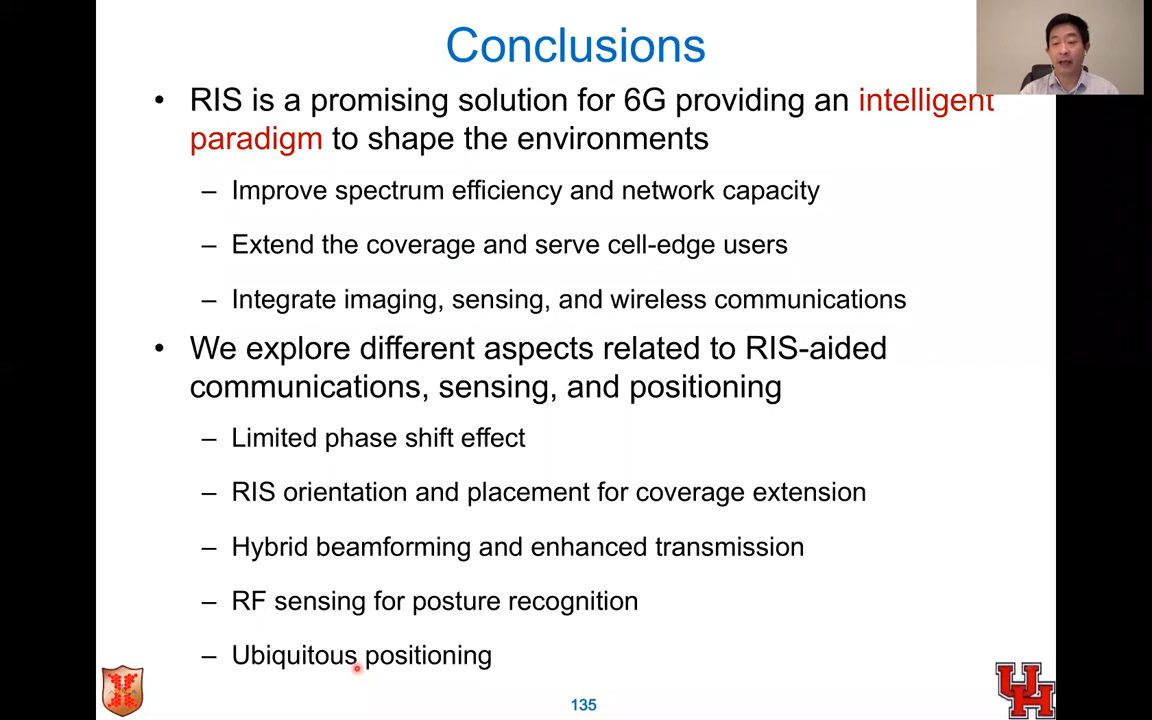 Conclusions
• RIS is a promising solution for 6G providing an intelligent
paradigm to shape the environments
– Improve spectrum efficiency and network capacity
– Extend the coverage and serve cell-edge users
– Integrate imaging, sensing, and wireless communications
• We explore different aspects related to RIS-aided
communications, sensing, and positioning
– Limited phase shift effect
– RIS orientation and placement for coverage extension
– Hybrid beamforming and enhanced transmission
– RF sensing for posture recognition
– Ubiquitous positioning
135
UH